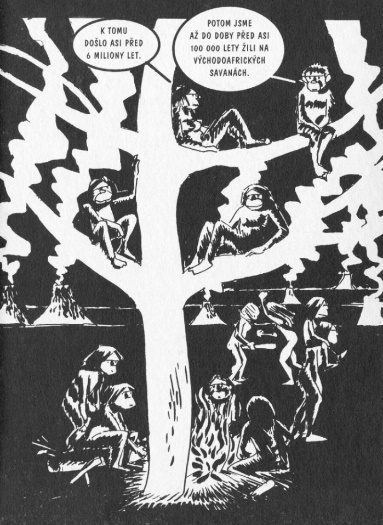 K TOMU
DOŠLO ASI PŘED
6 MILIONY LET.
POTOM JSME
AŽ DO DOBY PŘED ASI
100 000 LETY ŽILI NA
VÝCHODOAFRICKÝCH
SAVANÁCH.